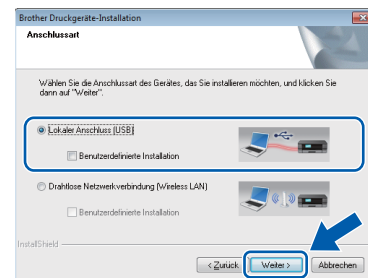 Brother Druckgeräte-Installation
Anschlussart
Wählen Sie die Anschlussart des Gerätes, das Sie installieren möchten, und klicken Sie
dann auf "Weiter".
Lokaler Anschluss (USB)
Benutzerdefinierte Installation
Drahtlose Netzwerkverbindung (Wireless LAN)
Benutzerdefinierte Installation
InstallShield
< Zurück
Weiter >
Abbrechen